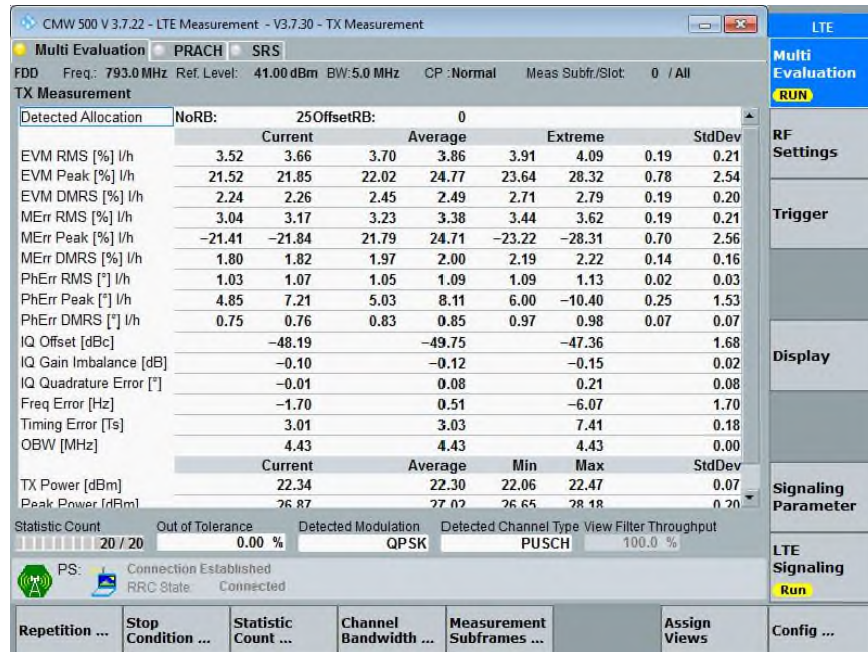 CMW 500 V 3.7.22 - LTE Measurement - V3.7.30 - TX Measurement
LTE
Multi Evaluation PRACH SRS
Multi Evaluation
RUN
FDD Freq.: 793.0 MHz Ref. Level: 41.00 dBm BW: 5.0 MHz CP : Normal Meas Subfr./Slot: 0 / All
TX Measurement
Detected Allocation NoRB: 25 OffsetRB: 0
Current Average Extreme StdDev
EVM RMS [%] l/h 3.52 3.66 3.70 3.86 3.91 4.09 0.19 0.21
EVM Peak [%] l/h 21.52 21.85 22.02 24.77 23.64 28.32 0.78 2.54
EVM DMRS [%] l/h 2.24 2.26 2.45 2.49 2.71 2.79 0.19 0.20
MErr RMS [%] l/h 3.04 3.17 3.23 3.38 3.44 3.62 0.19 0.21
MErr Peak [%] l/h −21.41 −21.84 21.79 24.71 −23.22 −28.31 0.70 2.56
MErr DMRS [%] l/h 1.80 1.82 1.97 2.00 2.19 2.22 0.14 0.16
PhErr RMS [°] l/h 1.03 1.07 1.05 1.09 1.09 1.13 0.02 0.03
PhErr Peak [°] l/h 4.85 7.21 5.03 8.11 6.00 −10.40 0.25 1.53
PhErr DMRS [°] l/h 0.75 0.76 0.83 0.85 0.97 0.98 0.07 0.07
IQ Offset [dBc] −48.19 −49.75 −47.36 1.68
IQ Gain Imbalance [dB] −0.10 −0.12 −0.15 0.02
IQ Quadrature Error [°] −0.01 0.08 0.21 0.08
Freq Error [Hz] −1.70 0.51 −6.07 1.70
Timing Error [Ts] 3.01 3.03 7.41 0.18
OBW [MHz] 4.43 4.43 4.43 0.00
Current Average Min Max StdDev
TX Power [dBm] 22.34 22.30 22.06 22.47 0.07
Peak Power [dBm] 26.87 27.02 26.65 28.18 0.20
Statistic Count Out of Tolerance Detected Modulation Detected Channel Type View Filter Throughput
20 / 20 0.00 % QPSK PUSCH 100.0 %
PS: Connection Established
RRC State: Connected
RF Settings
Trigger
Display
Signaling Parameter
LTE Signaling
Run
Repetition ...
Stop Condition ...
Statistic Count ...
Channel Bandwidth ...
Measurement Subframes ...
Assign Views
Config ...